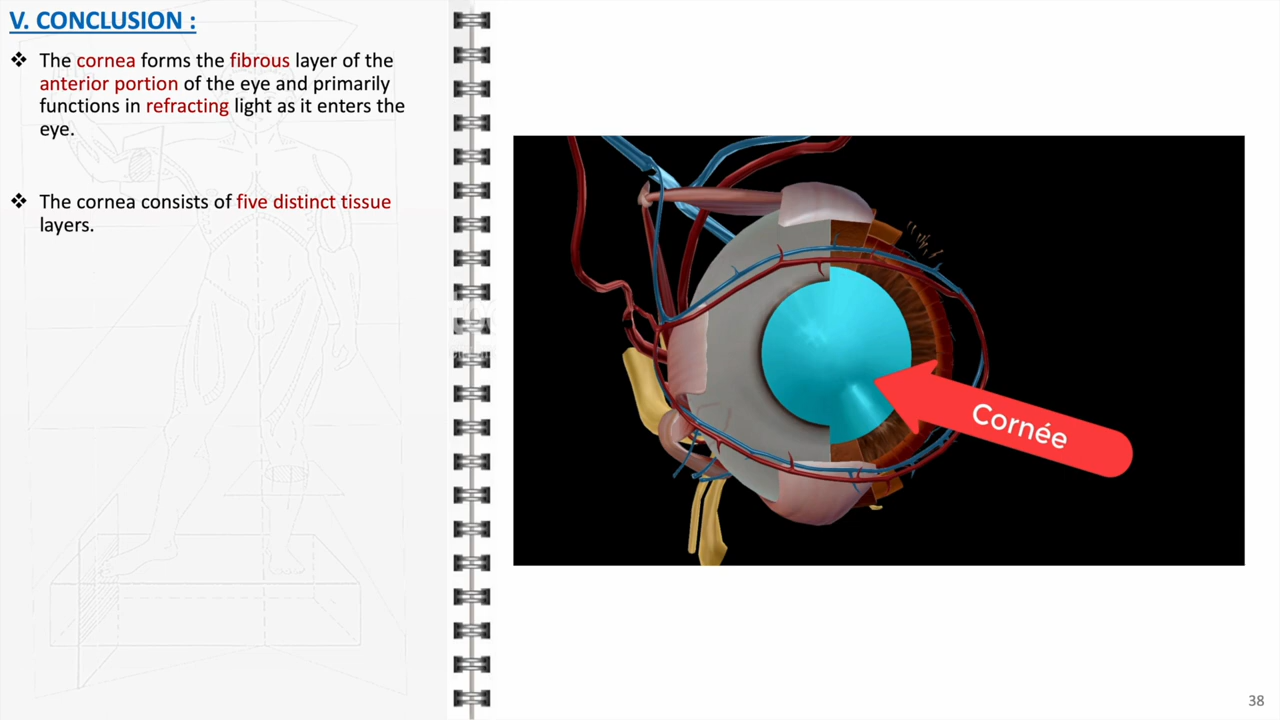 V. CONCLUSION :
❖ The cornea forms the fibrous layer of the
anterior portion of the eye and primarily
functions in refracting light as it enters the
eye.
❖ The cornea consists of five distinct tissue
layers.
Cornée
38